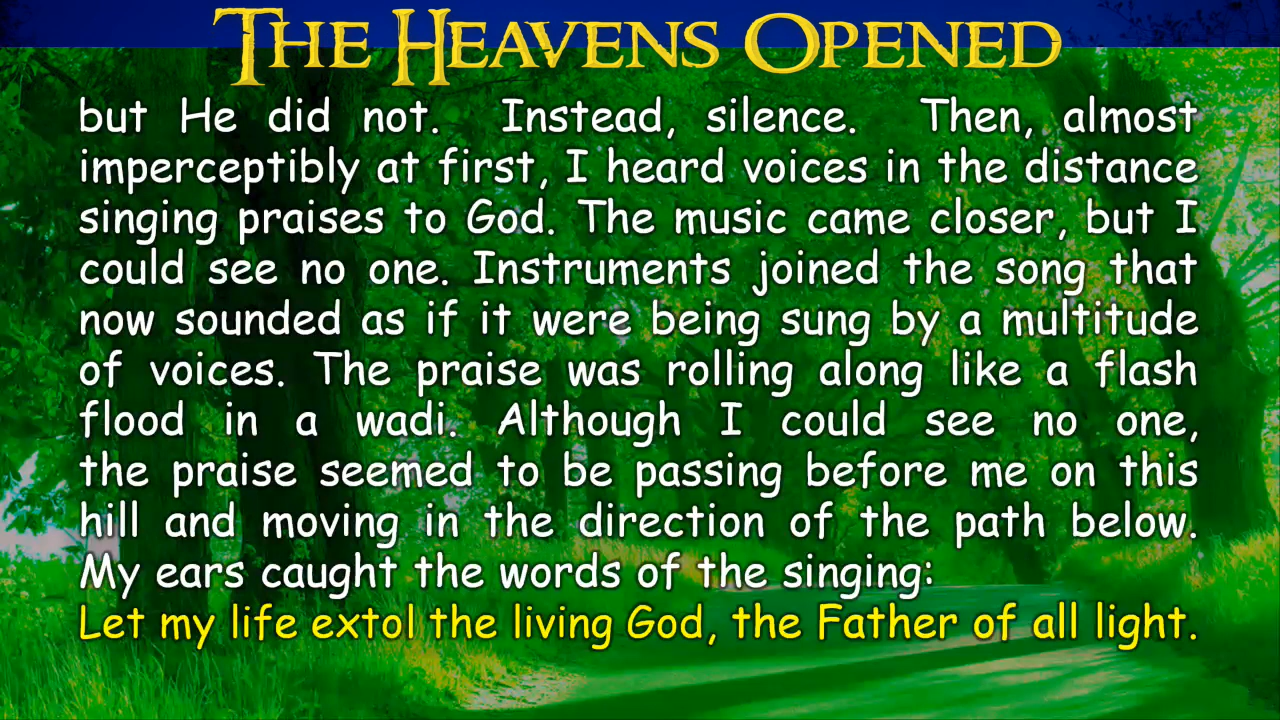 THE HEAVENS OPENED
but He did not. Instead, silence. Then, almost
imperceptibly at first, I heard voices in the distance
singing praises to God. The music came closer, but I
could see no one. Instruments joined the song that
now sounded as if it were being sung by a multitude
of voices. The praise was rolling along like a flash
flood in a wadi. Although I could see no one,
the praise seemed to be passing before me on this
hill and moving in the direction of the path below.
My ears caught the words of the singing:
Let my life extol the living God, the Father of all light.